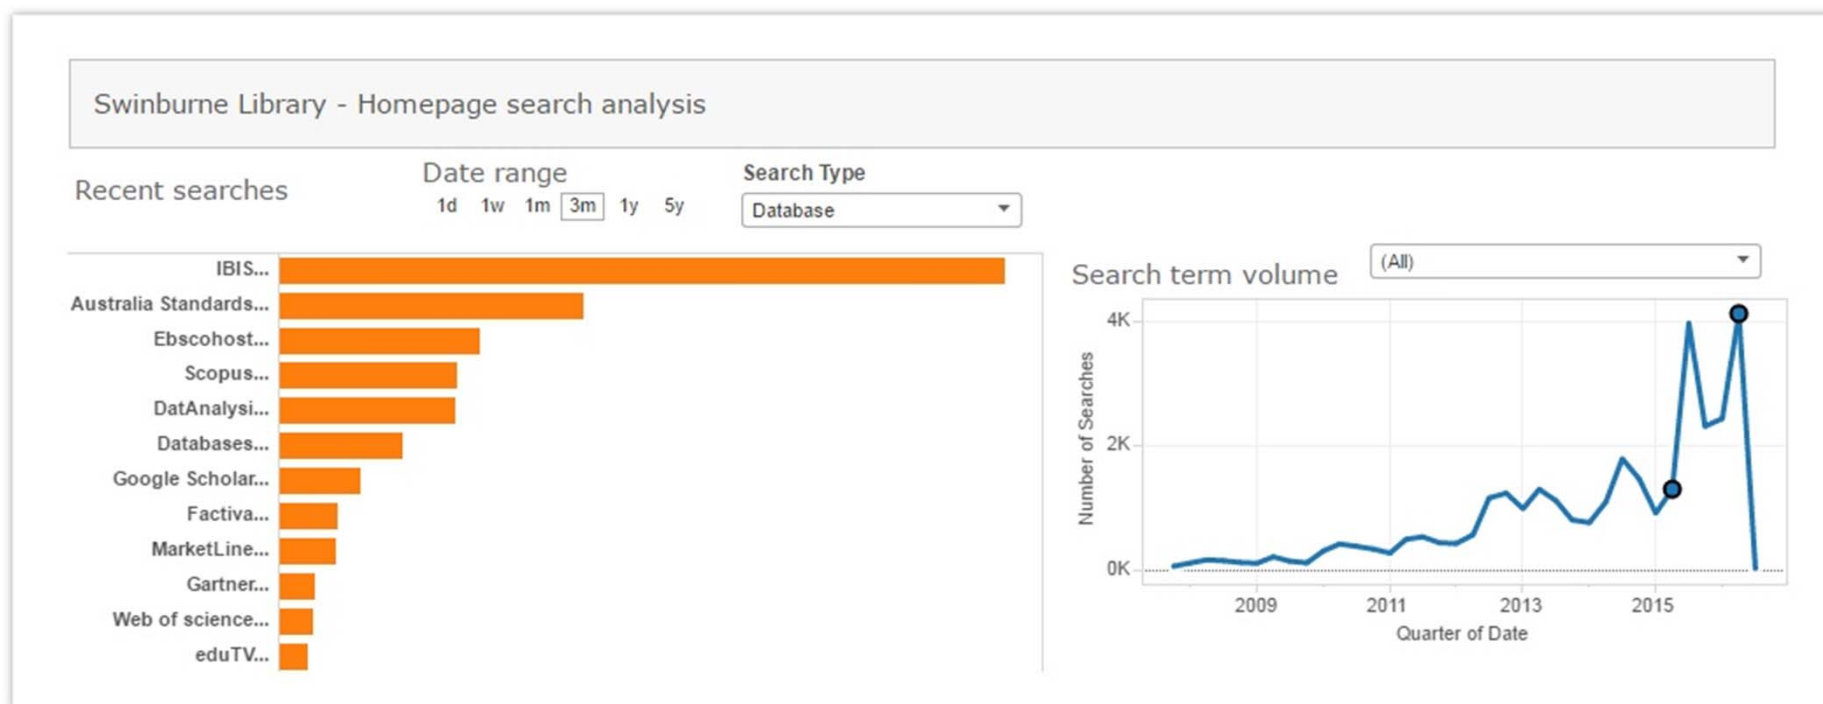 Swinburne Library - Homepage search analysis
Recent searches
Date range
1d 1w 1m 3m 1y 5y
Search Type
Database
IBIS...
Australia Standards...
Ebscohost...
Scopus...
DatAnalysi...
Databases...
Google Scholar...
Factiva...
MarketLine...
Gartner...
Web of science...
eduTV...
Search term volume
(All)
Number of Searches
4K
2K
0K
2009 2011 2013 2015
Quarter of Date